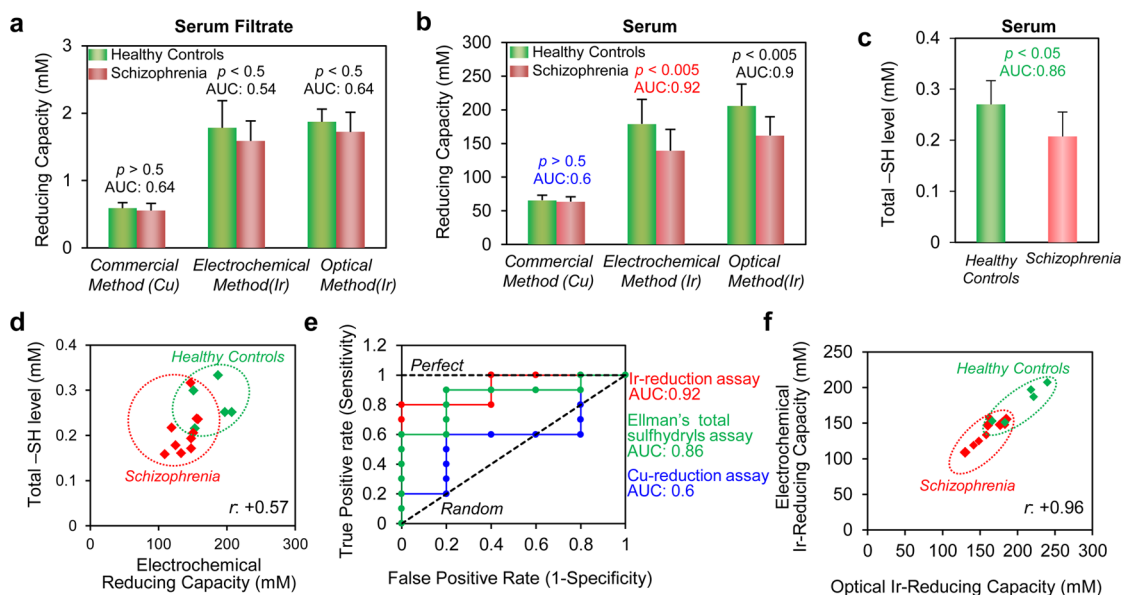 a
Serum Filtrate
Reducing Capacity (mM)
3
2
1
0
Healthy Controls
Schizophrenia
p < 0.5
AUC: 0.54
p < 0.5
AUC: 0.64
p > 0.5
AUC: 0.64
Commercial
Method (Cu)
Electrochemical
Method(Ir)
Optical
Method(Ir)
b
Serum
Reducing Capacity (mM)
300
250
200
150
100
50
0
Healthy Controls
Schizophrenia
p < 0.005
AUC:0.92
p < 0.005
AUC:0.9
p > 0.5
AUC:0.6
Commercial
Method (Cu)
Electrochemical
Method (Ir)
Optical
Method(Ir)
c
Serum
Total –SH level (mM)
0.4
0.3
0.2
0.1
0
p < 0.05
AUC:0.86
Healthy
Controls
Schizophrenia
d
Total –SH level (mM)
0.4
0.3
0.2
0.1
0
Healthy Controls
Schizophrenia
r: +0.57
0
100
200
300
Electrochemical
Reducing Capacity (mM)
e
True Positive rate (Sensitivity)
1.2
1
0.8
0.6
0.4
0.2
0
Perfect
Random
0
0.2
0.4
0.6
0.8
1
False Positive Rate (1-Specificity)
Ir-reduction assay
AUC:0.92
Ellman's total
sulfhydryls assay
AUC: 0.86
Cu-reduction assay
AUC: 0.6
f
Electrochemical
Ir-Reducing Capacity (mM)
250
200
150
100
50
0
Healthy Controls
Schizophrenia
r: +0.96
0
50
100
150
200
250
300
Optical Ir-Reducing Capacity (mM)